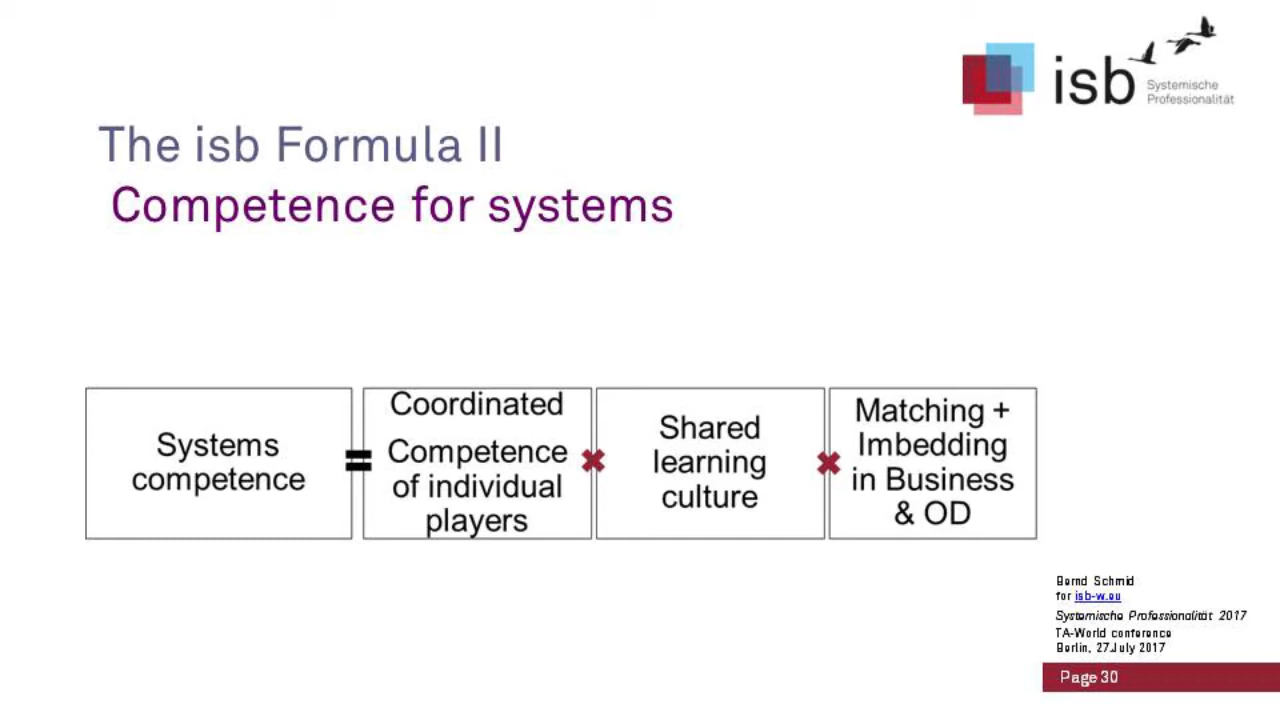 isb
Systemische
Professionalität
The isb Formula II
Competence for systems
Systems
competence
=
Coordinated
Competence
of individual
players
×
Shared
learning
culture
×
Matching +
Imbedding
in Business
& OD
Bernd Schmid
for isb-w.eu
Systemische Professionalität 2017
TA-World conference
Berlin, 27.July 2017
Page 30